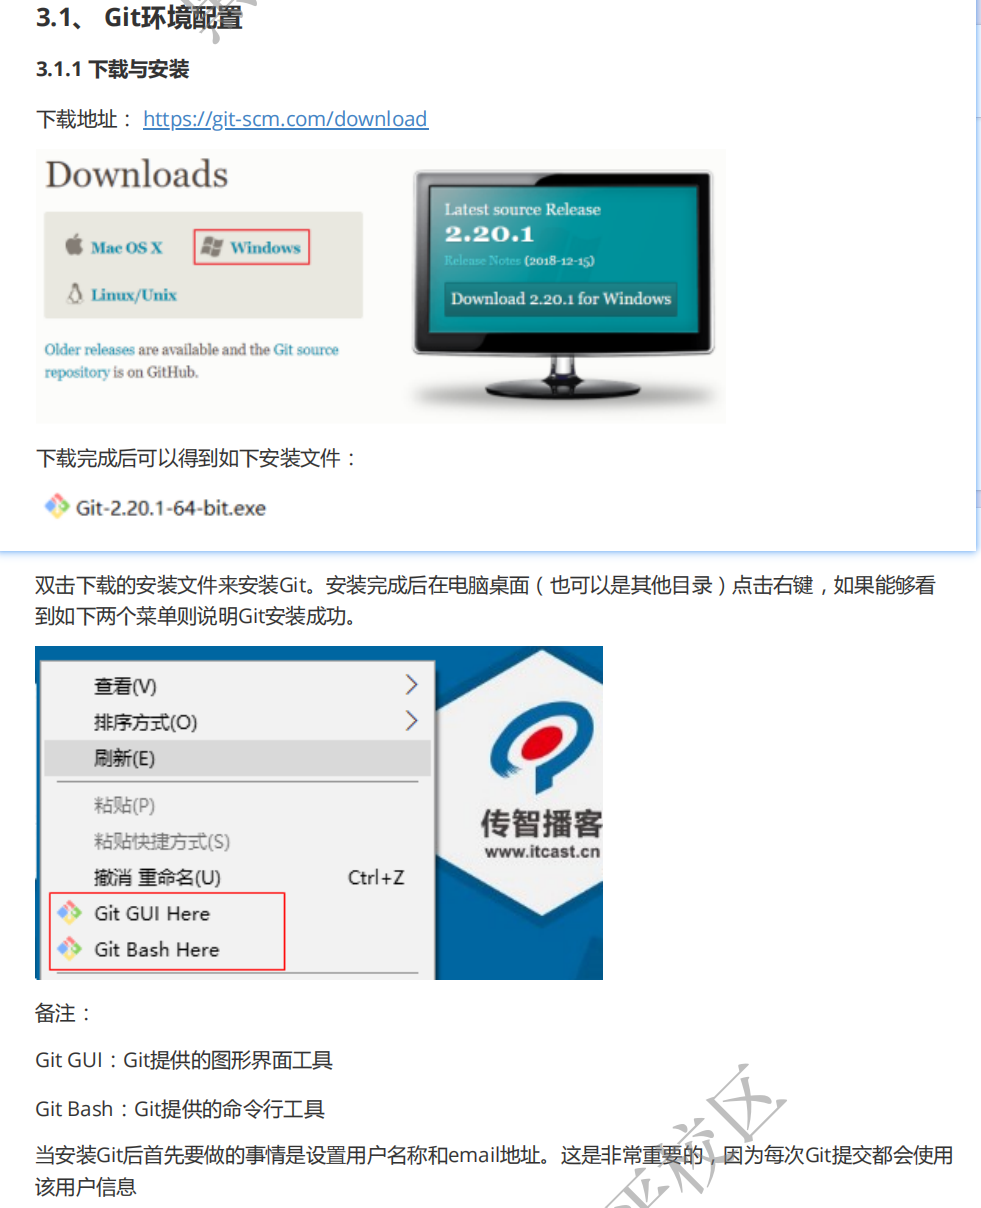 3.1、 Git环境配置
3.1.1 下载与安装
下载地址： https://git-scm.com/download
Downloads
Mac OS X
Windows
Linux/Unix
Older releases are available and the Git source
repository is on GitHub.
Latest source Release
2.20.1
Release Notes (2018-12-15)
Download 2.20.1 for Windows
下载完成后可以得到如下安装文件：
Git-2.20.1-64-bit.exe
双击下载的安装文件来安装Git。安装完成后在电脑桌面（也可以是其他目录）点击右键，如果能够看
到如下两个菜单则说明Git安装成功。
查看(V)
排序方式(O)
刷新(E)
粘贴(P)
粘贴快捷方式(S)
撤消 重命名(U) Ctrl+Z
Git GUI Here
Git Bash Here
传智播客
www.itcast.cn
备注：
Git GUI：Git提供的图形界面工具
Git Bash：Git提供的命令行工具
当安装Git后首先要做的事情是设置用户名称和email地址。这是非常重要的，因为每次Git提交都会使用
该用户信息
校区